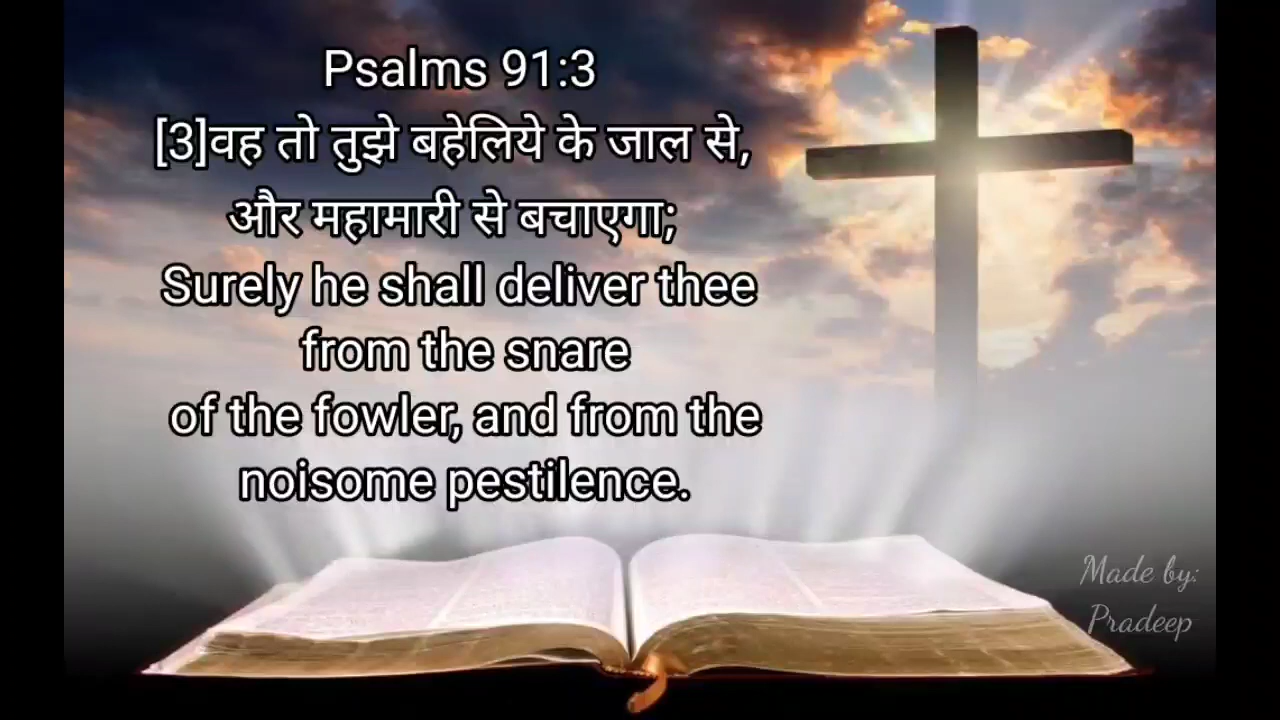 Psalms 91:3
[3]वह तो तुझे बहेलिये के जाल से,
और महामारी से बचाएगा;
Surely he shall deliver thee
from the snare
of the fowler, and from the
noisome pestilence.
Made by:
Pradeep